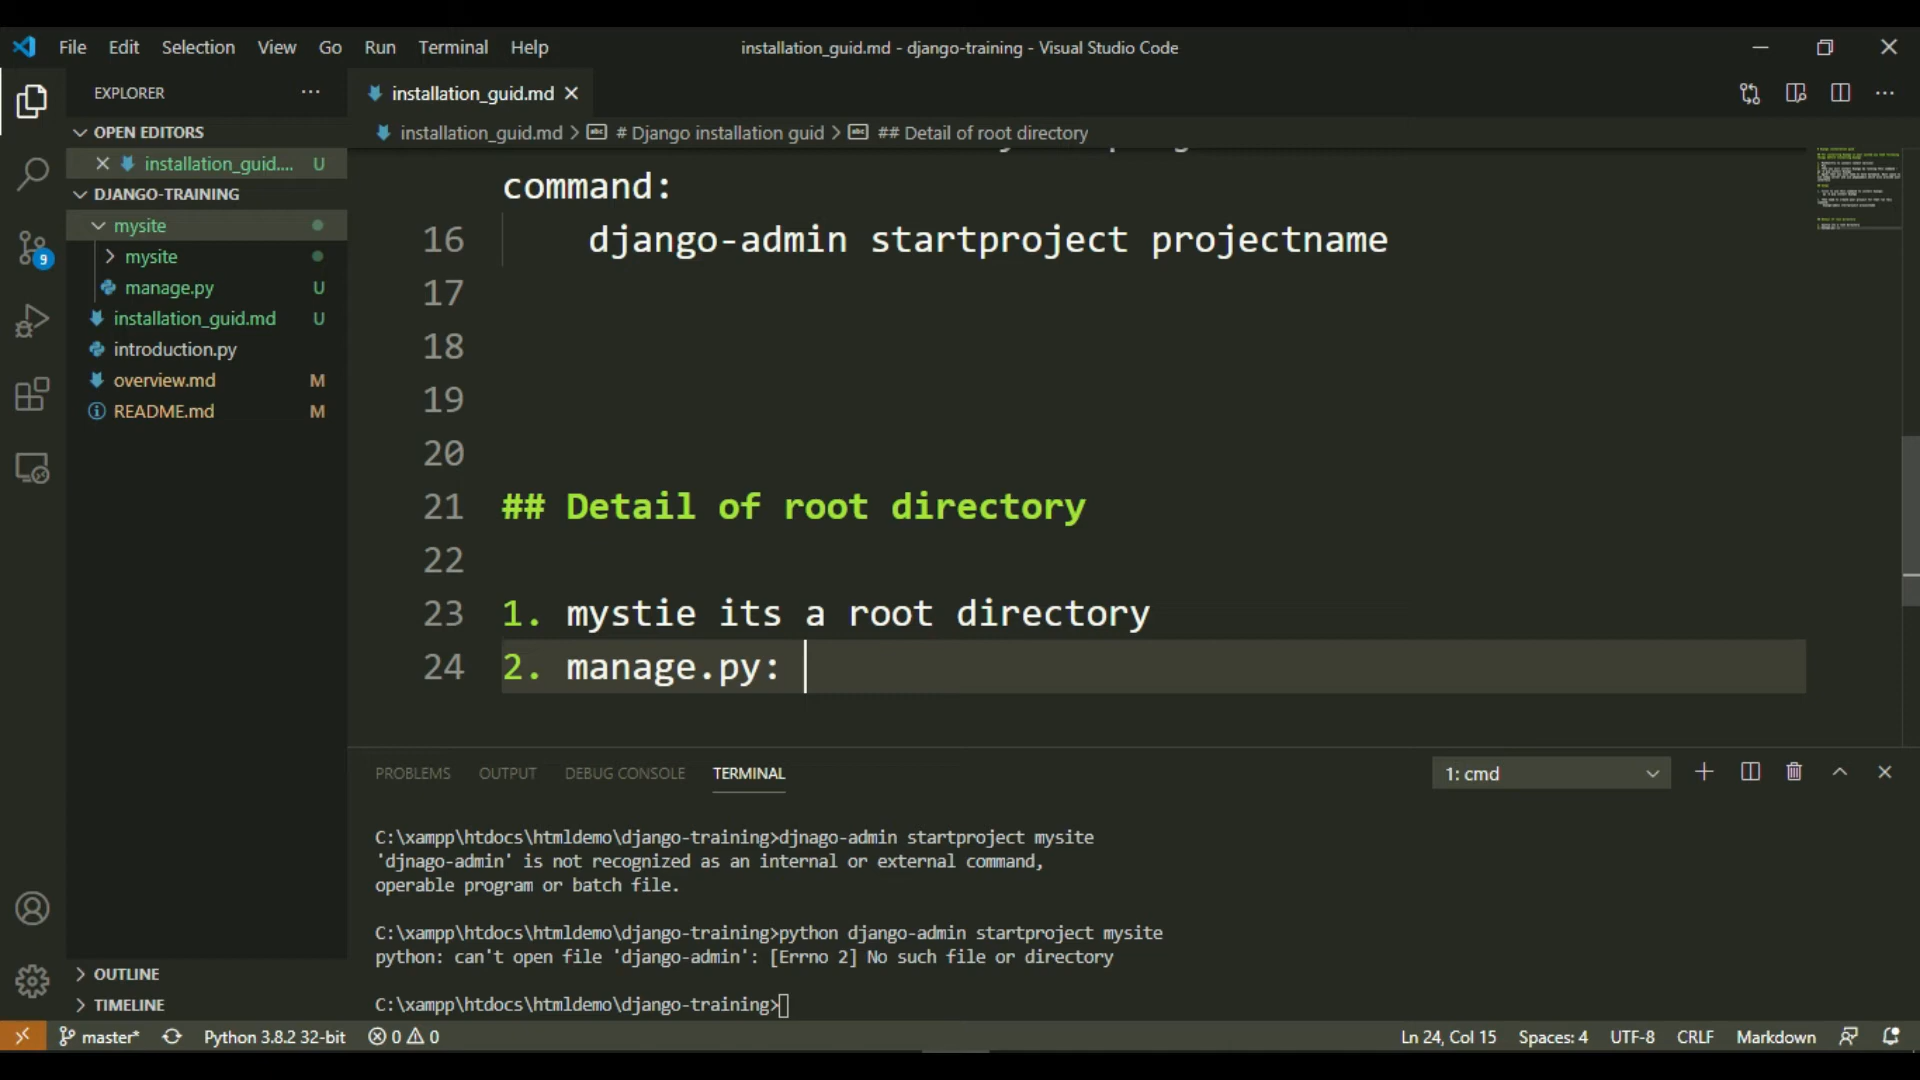 File Edit Selection View Go Run Terminal Help
installation_guid.md - django-training - Visual Studio Code
EXPLORER
installation_guid.md
OPEN EDITORS
installation_guid.md > # Django installation guid > ## Detail of root directory
installation_guid.... U
DJANGO-TRAINING
mysite
mysite
manage.py U
installation_guid.md U
introduction.py
overview.md M
README.md M
9
OUTLINE
TIMELINE
command:
16 django-admin startproject projectname
17
18
19
20
21 ## Detail of root directory
22
23 1. mystie its a root directory
24 2. manage.py:
PROBLEMS OUTPUT DEBUG CONSOLE TERMINAL
1: cmd
C:\xampp\htdocs\htmldemo\django-training>djnago-admin startproject mysite
'djnago-admin' is not recognized as an internal or external command,
operable program or batch file.
C:\xampp\htdocs\htmldemo\django-training>python django-admin startproject mysite
python: can't open file 'django-admin': [Errno 2] No such file or directory
C:\xampp\htdocs\htmldemo\django-training>
master* Python 3.8.2 32-bit 0 0
Ln 24, Col 15 Spaces: 4 UTF-8 CRLF Markdown